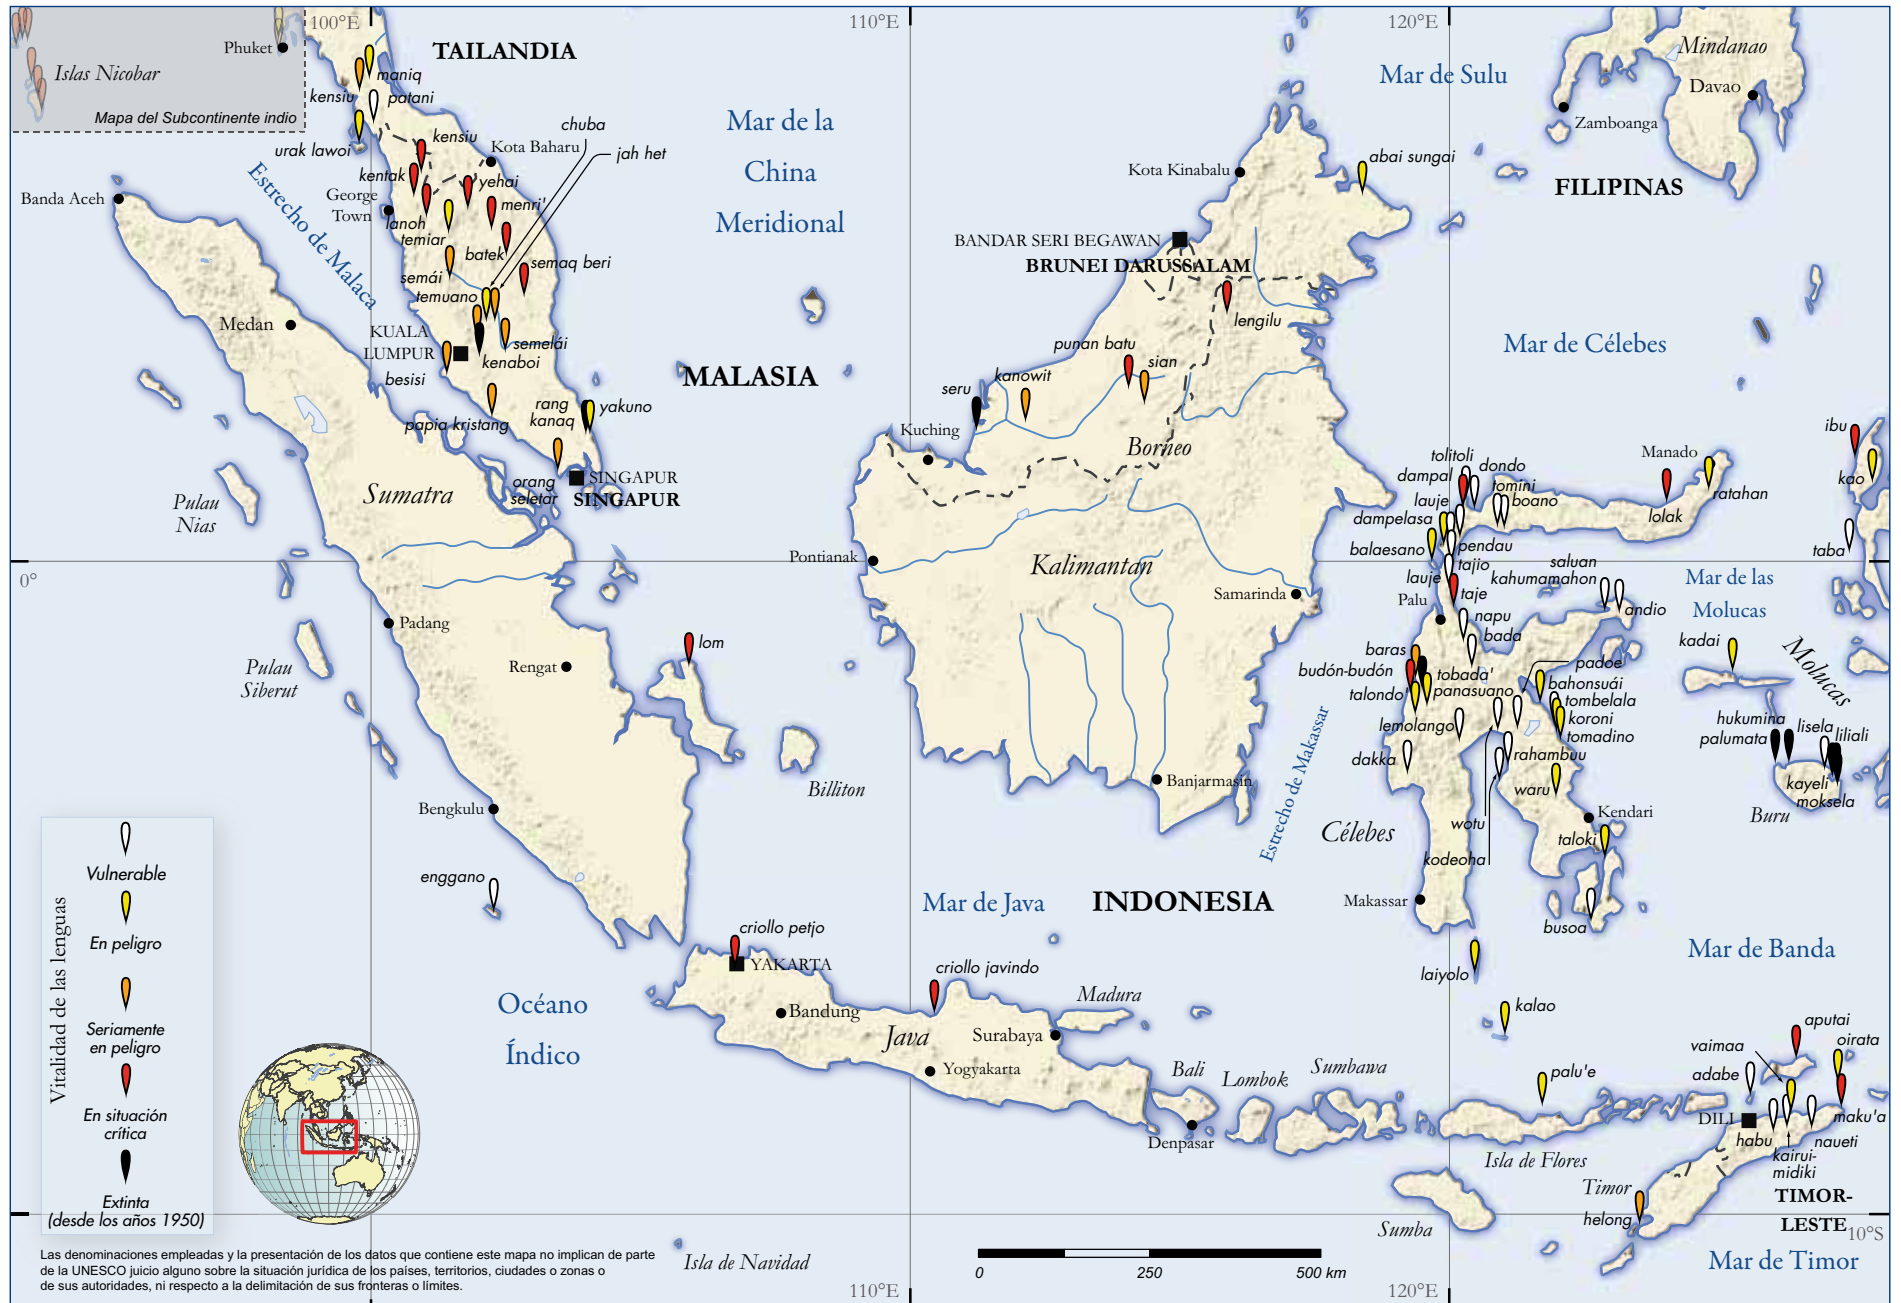 100°E
110°E
120°E
Phuket
Islas Nicobar
Mapa del Subcontinente indio
TAILANDIA
maniq
kensiu
patani
urak lawoi
kensiu
Kota Baharu
chuba
jah het
kentak
George
Town
yehai
menri'
lanoh
temiar
batek
semaq beri
semái
temuano
KUALA
LUMPUR
semelái
kenaboi
besisi
papia kristang
rang
kanaq
yakuno
orang
seletar
SINGAPUR
SINGAPUR
Estrecho de Malaca
Banda Aceh
Medan
Sumatra
Pulau
Nias
Padang
Pulau
Siberut
Rengat
lom
Billiton
Bengkulu
enggano
Mar de la
China
Meridional
MALASIA
Mar de Sulu
Mindanao
Davao
Zamboanga
FILIPINAS
Kota Kinabalu
abai sungai
BANDAR SERI BEGAWAN
BRUNEI DARUSSALAM
lengilu
punan batu
sian
kanowit
seru
Kuching
Borneo
Mar de Célebes
Pontianak
Kalimantan
Samarinda
Banjarmasin
Estrecho de Makassar
0°
Manado
ibu
kao
taba
ratahan
lolak
tolitoli
dondo
dampal
tomini
lauje
boano
dampelasa
balaesano
pendau
tajio
lauje
saluan
kahumamahon
taje
Palu
andio
napu
bada
baras
budón-budón
tobada'
talondo'
panasuano
padoe
bahonsuái
tombelala
koroni
tomadino
lemolango
dakka
rahambuu
waru
wotu
kodeoha
Célebes
Kendari
taloki
Makassar
busoa
laiyolo
kalao
Mar de las
Molucas
kadai
Molucas
hukumina
palumata
lisela
liliali
kayeli
moksela
Buru
Mar de Banda
INDONESIA
Mar de Java
criollo petjo
YAKARTA
Bandung
criollo javindo
Madura
Java
Surabaya
Yogyakarta
Bali
Lombok
Sumbawa
Denpasar
palu'e
Isla de Flores
Sumba
aputai
oirata
vaimaa
adabe
DILI
maku'a
habu
naueti
kairui-
midiki
Timor
helong
TIMOR-
LESTE
10°S
Mar de Timor
Océano
Índico
Isla de Navidad
Vitalidad de las lenguas
Vulnerable
En peligro
Seriamente
en peligro
En situación
crítica
Extinta
(desde los años 1950)
Las denominaciones empleadas y la presentación de los datos que contiene este mapa no implican de parte
de la UNESCO juicio alguno sobre la situación jurídica de los países, territorios, ciudades o zonas o
de sus autoridades, ni respecto a la delimitación de sus fronteras o límites.
0
250
500 km
110°E
120°E